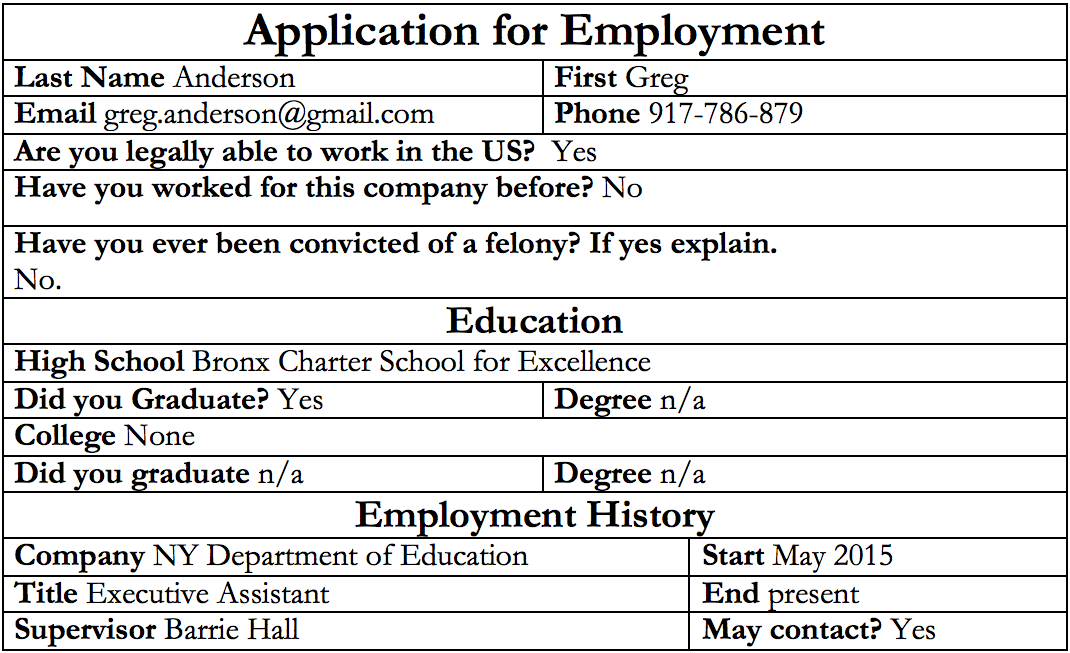 Application for Employment
Last Name Anderson First Greg
Email greg.anderson@gmail.com Phone 917-786-879
Are you legally able to work in the US? Yes
Have you worked for this company before? No
Have you ever been convicted of a felony? If yes explain.
No.
Education
High School Bronx Charter School for Excellence
Did you Graduate? Yes Degree n/a
College None
Did you graduate n/a Degree n/a
Employment History
Company NY Department of Education Start May 2015
Title Executive Assistant End present
Supervisor Barrie Hall May contact? Yes